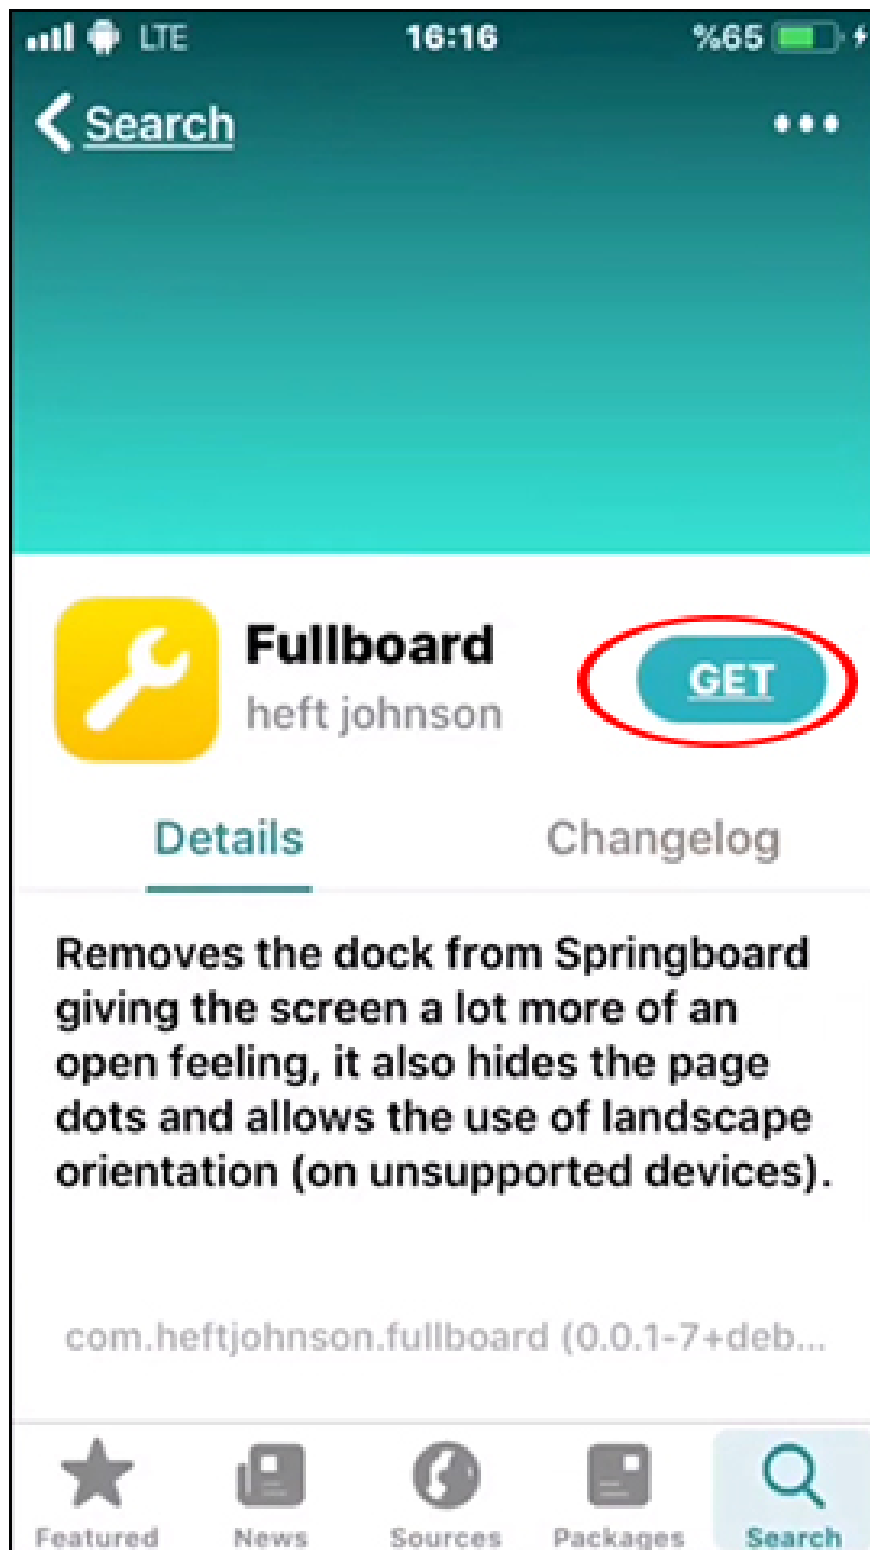 LTE 16:16 %65
Search
Fullboard
heft johnson
GET
Details Changelog
Removes the dock from Springboard
giving the screen a lot more of an
open feeling, it also hides the page
dots and allows the use of landscape
orientation (on unsupported devices).
com.heftjohnson.fullboard (0.0.1-7+deb...
Featured News Sources Packages Search